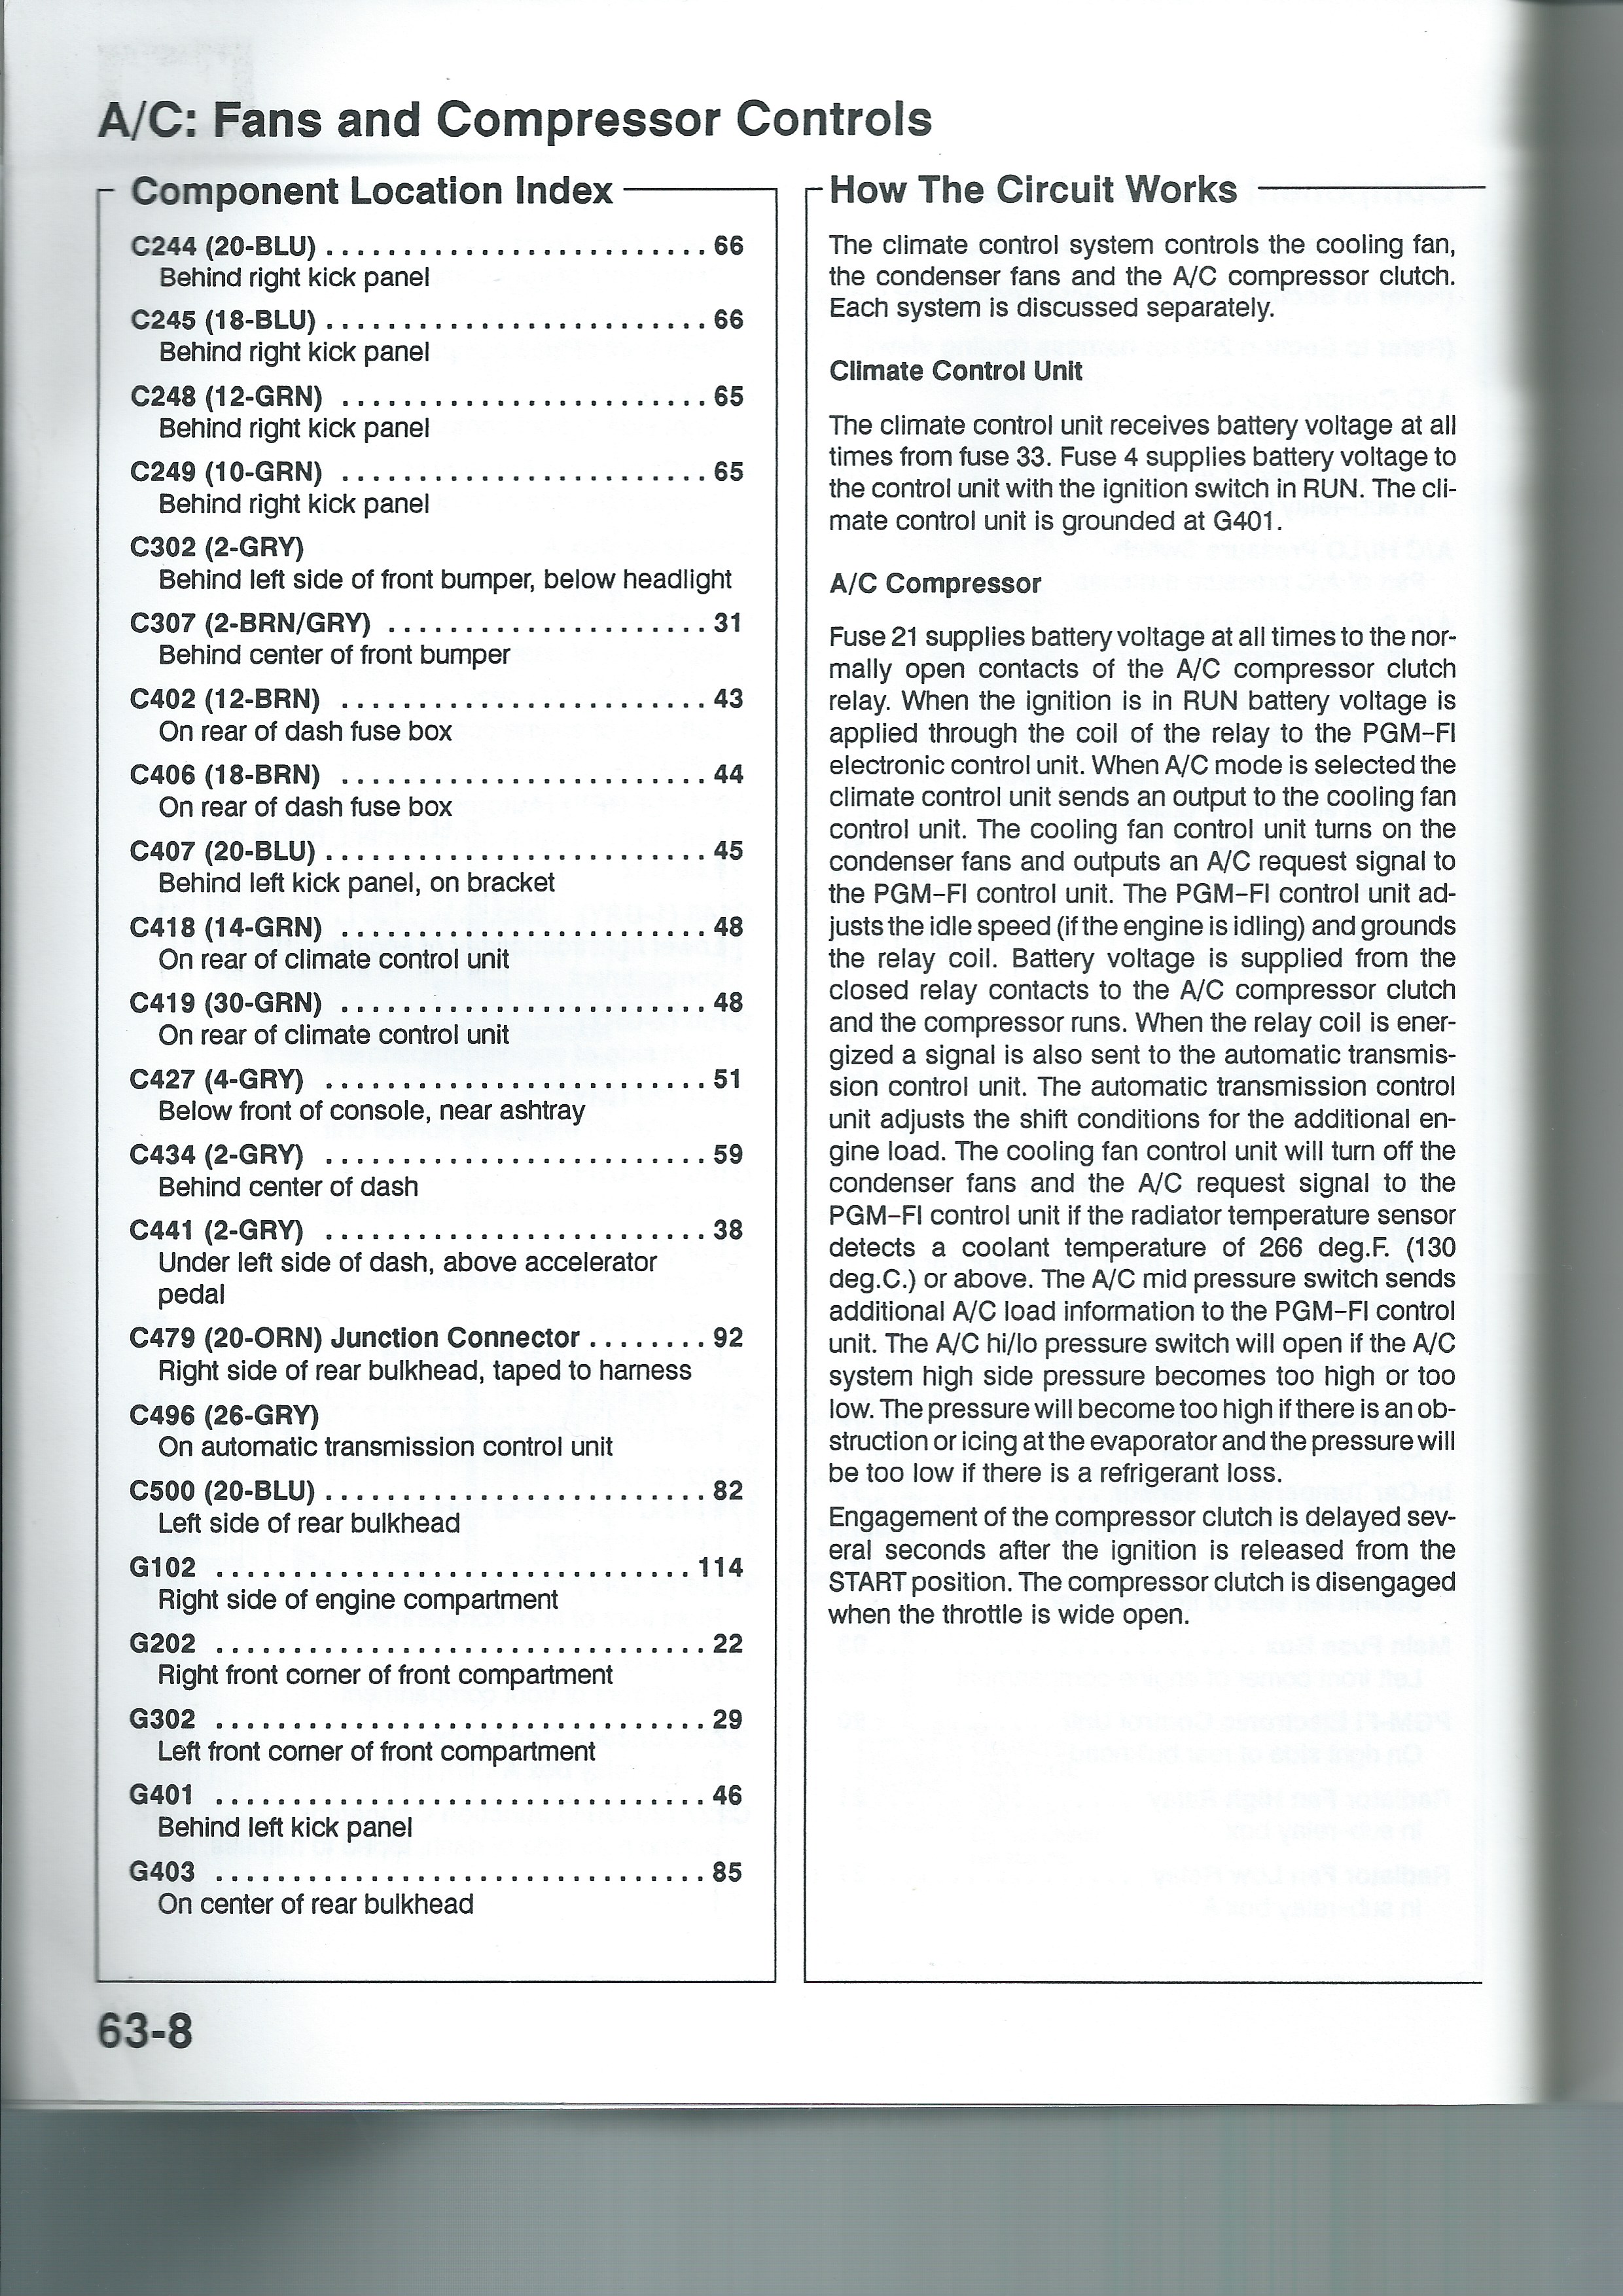 A/C: Fans and Compressor Controls
Component Location Index
C244 (20-BLU) . . . . . . . . . . . . . . . . . . . . . . . . . 66
Behind right kick panel
C245 (18-BLU) . . . . . . . . . . . . . . . . . . . . . . . . . 66
Behind right kick panel
C248 (12-GRN) . . . . . . . . . . . . . . . . . . . . . . . . 65
Behind right kick panel
C249 (10-GRN) . . . . . . . . . . . . . . . . . . . . . . . . 65
Behind right kick panel
C302 (2-GRY)
Behind left side of front bumper, below headlight
C307 (2-BRN/GRY) . . . . . . . . . . . . . . . . . . . . . 31
Behind center of front bumper
C402 (12-BRN) . . . . . . . . . . . . . . . . . . . . . . . . 43
On rear of dash fuse box
C406 (18-BRN) . . . . . . . . . . . . . . . . . . . . . . . . 44
On rear of dash fuse box
C407 (20-BLU) . . . . . . . . . . . . . . . . . . . . . . . . . 45
Behind left kick panel, on bracket
C418 (14-GRN) . . . . . . . . . . . . . . . . . . . . . . . . 48
On rear of climate control unit
C419 (30-GRN) . . . . . . . . . . . . . . . . . . . . . . . . 48
On rear of climate control unit
C427 (4-GRY) . . . . . . . . . . . . . . . . . . . . . . . . . 51
Below front of console, near ashtray
C434 (2-GRY) . . . . . . . . . . . . . . . . . . . . . . . . . 59
Behind center of dash
C441 (2-GRY) . . . . . . . . . . . . . . . . . . . . . . . . . 38
Under left side of dash, above accelerator
pedal
C479 (20-ORN) Junction Connector . . . . . . . . 92
Right side of rear bulkhead, taped to harness
C496 (26-GRY)
On automatic transmission control unit
C500 (20-BLU) . . . . . . . . . . . . . . . . . . . . . . . . . 82
Left side of rear bulkhead
G102 . . . . . . . . . . . . . . . . . . . . . . . . . . . . . . . 114
Right side of engine compartment
G202 . . . . . . . . . . . . . . . . . . . . . . . . . . . . . . . . 22
Right front corner of front compartment
G302 . . . . . . . . . . . . . . . . . . . . . . . . . . . . . . . . 29
Left front corner of front compartment
G401 . . . . . . . . . . . . . . . . . . . . . . . . . . . . . . . . 46
Behind left kick panel
G403 . . . . . . . . . . . . . . . . . . . . . . . . . . . . . . . . 85
On center of rear bulkhead
How The Circuit Works
The climate control system controls the cooling fan,
the condenser fans and the A/C compressor clutch.
Each system is discussed separately.
Climate Control Unit
The climate control unit receives battery voltage at all
times from fuse 33. Fuse 4 supplies battery voltage to
the control unit with the ignition switch in RUN. The cli-
mate control unit is grounded at G401.
A/C Compressor
Fuse 21 supplies battery voltage at all times to the nor-
mally open contacts of the A/C compressor clutch
relay. When the ignition is in RUN battery voltage is
applied through the coil of the relay to the PGM–FI
electronic control unit. When A/C mode is selected the
climate control unit sends an output to the cooling fan
control unit. The cooling fan control unit turns on the
condenser fans and outputs an A/C request signal to
the PGM–FI control unit. The PGM–FI control unit ad-
justs the idle speed (if the engine is idling) and grounds
the relay coil. Battery voltage is supplied from the
closed relay contacts to the A/C compressor clutch
and the compressor runs. When the relay coil is ener-
gized a signal is also sent to the automatic transmis-
sion control unit. The automatic transmission control
unit adjusts the shift conditions for the additional en-
gine load. The cooling fan control unit will turn off the
condenser fans and the A/C request signal to the
PGM–FI control unit if the radiator temperature sensor
detects a coolant temperature of 266 deg.F. (130
deg.C.) or above. The A/C mid pressure switch sends
additional A/C load information to the PGM–FI control
unit. The A/C hi/lo pressure switch will open if the A/C
system high side pressure becomes too high or too
low. The pressure will become too high if there is an ob-
struction or icing at the evaporator and the pressure will
be too low if there is a refrigerant loss.
Engagement of the compressor clutch is delayed sev-
eral seconds after the ignition is released from the
START position. The compressor clutch is disengaged
when the throttle is wide open.
63-8